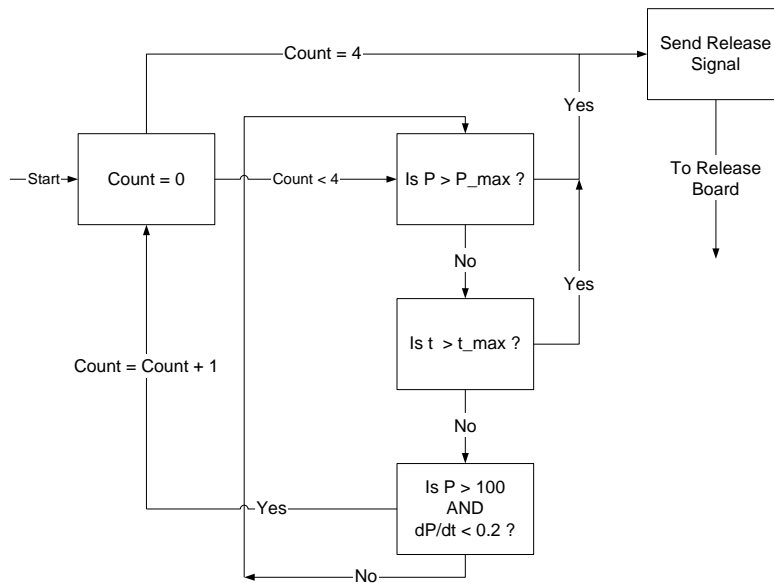 Count = 4
Send Release
Signal
Yes
Start
Count = 0
Count < 4
Is P > P_max ?
To Release
Board
No
Yes
Is t  > t_max ?
Count = Count + 1
No
Is P > 100
AND
dP/dt < 0.2 ?
Yes
No